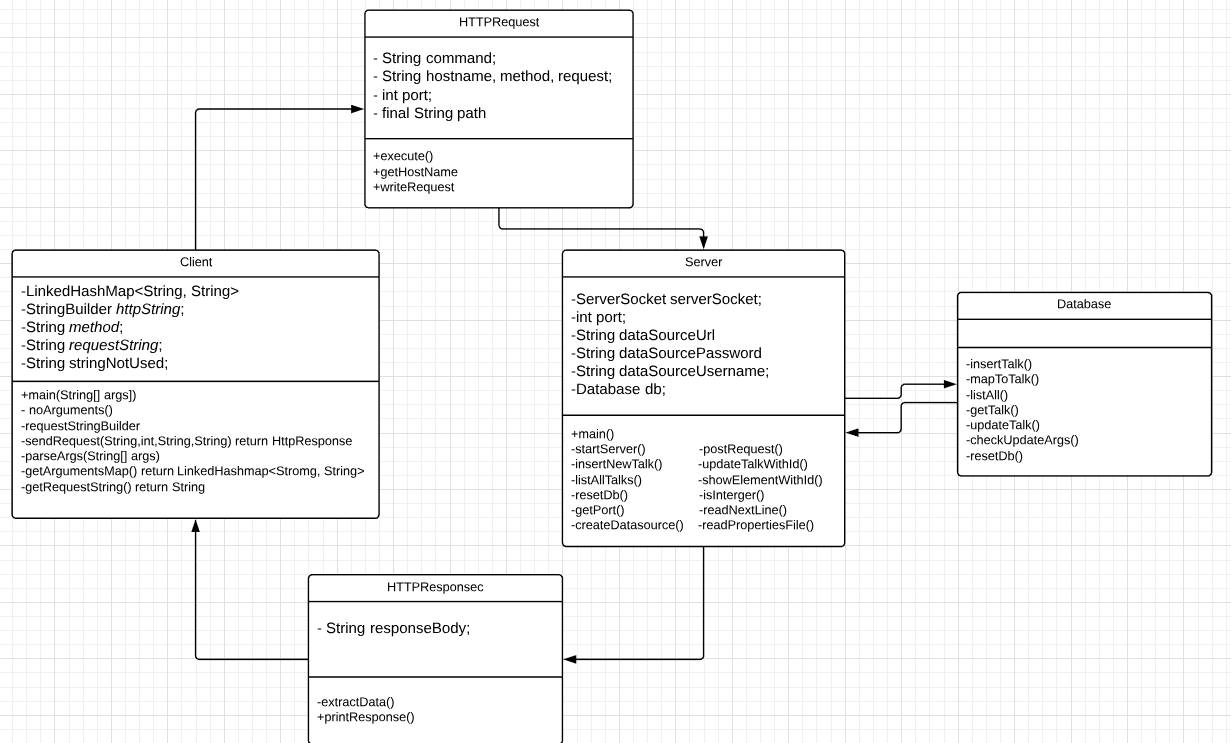 HTTPRequest
- String command;
- String hostname, method, request;
- int port;
- final String path
+execute()
+getHostName
+writeRequest
Client
-LinkedHashMap<String, String>
-StringBuilder httpString;
-String method;
-String requestString;
-String stringNotUsed;
+main(String[] args])
- noArguments()
-requestStringBuilder
-sendRequest(String,int,String,String) return HttpResponse
-parseArgs(String[] args)
-getArgumentsMap() return LinkedHashmap<Stromg, String>
-getRequestString() return String
Server
-ServerSocket serverSocket;
-int port;
-String dataSourceUrl
-String dataSourcePassword
-String dataSourceUsername;
-Database db;
+main()
-startServer() -postRequest()
-insertNewTalk() -updateTalkWithId()
-listAllTalks() -showElementWithId()
-resetDb() -isInterger()
-getPort() -readNextLine()
-createDatasource() -readPropertiesFile()
Database
-insertTalk()
-mapToTalk()
-listAll()
-getTalk()
-updateTalk()
-checkUpdateArgs()
-resetDb()
HTTPResponsec
- String responseBody;
-extractData()
+printResponse()